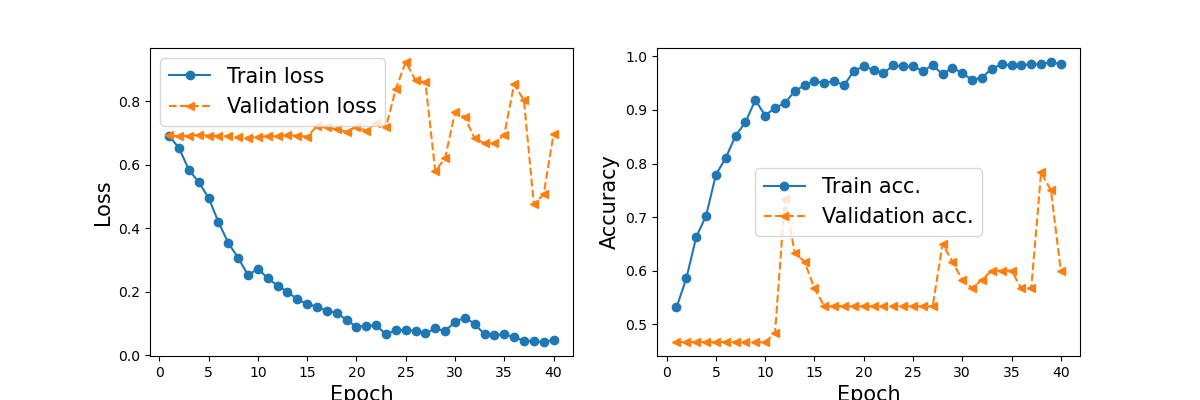 Loss
0.8
0.6
0.4
0.2
0.0
Train loss
Validation loss
0 5 10 15 20 25 30 35 40
Epoch
Accuracy
1.0
0.9
0.8
0.7
0.6
0.5
Train acc.
Validation acc.
0 5 10 15 20 25 30 35 40
Epoch